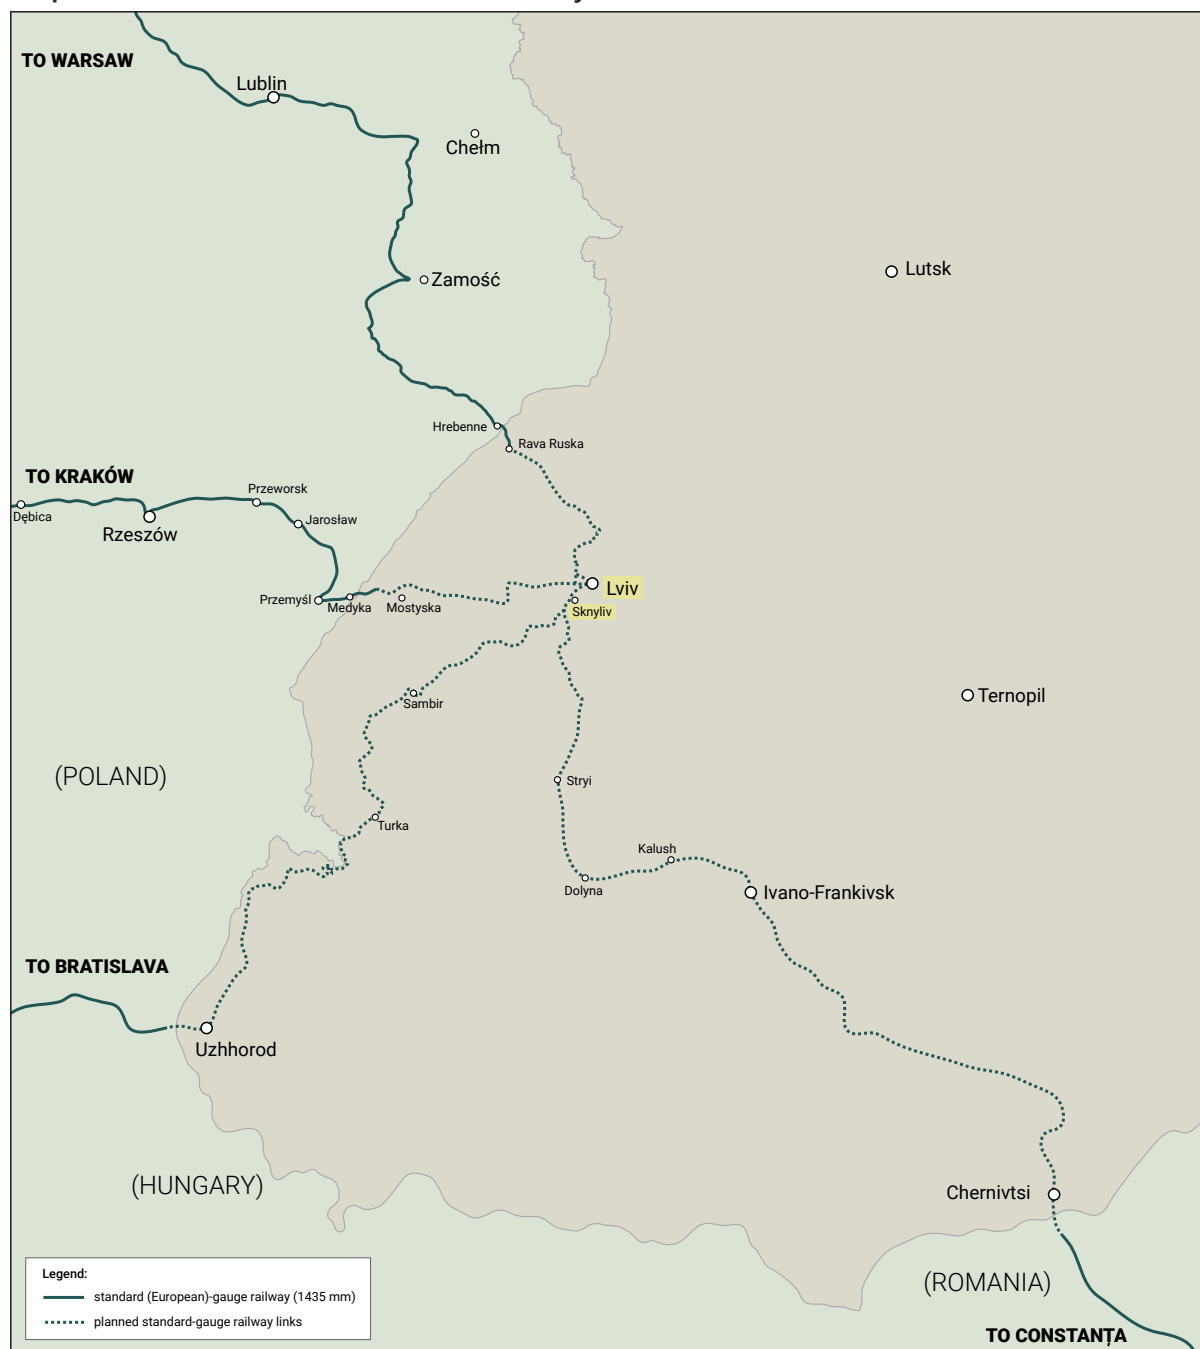 TO WARSAW
Lublin
Chełm
Zamość
Lutsk
Hrebenne
Rava Ruska
TO KRAKÓW
Przeworsk
Dębica
Rzeszów
Jarosław
Lviv
Przemyśl
Medyka
Mostyska
Sknyliv
Sambir
Ternopil
(POLAND)
Stryi
Turka
Kalush
Dolyna
Ivano-Frankivsk
TO BRATISLAVA
Uzhhorod
(HUNGARY)
Chernivtsi
(ROMANIA)
TO CONSTANȚA
Legend:
standard (European)-gauge railway (1435 mm)
planned standard-gauge railway links